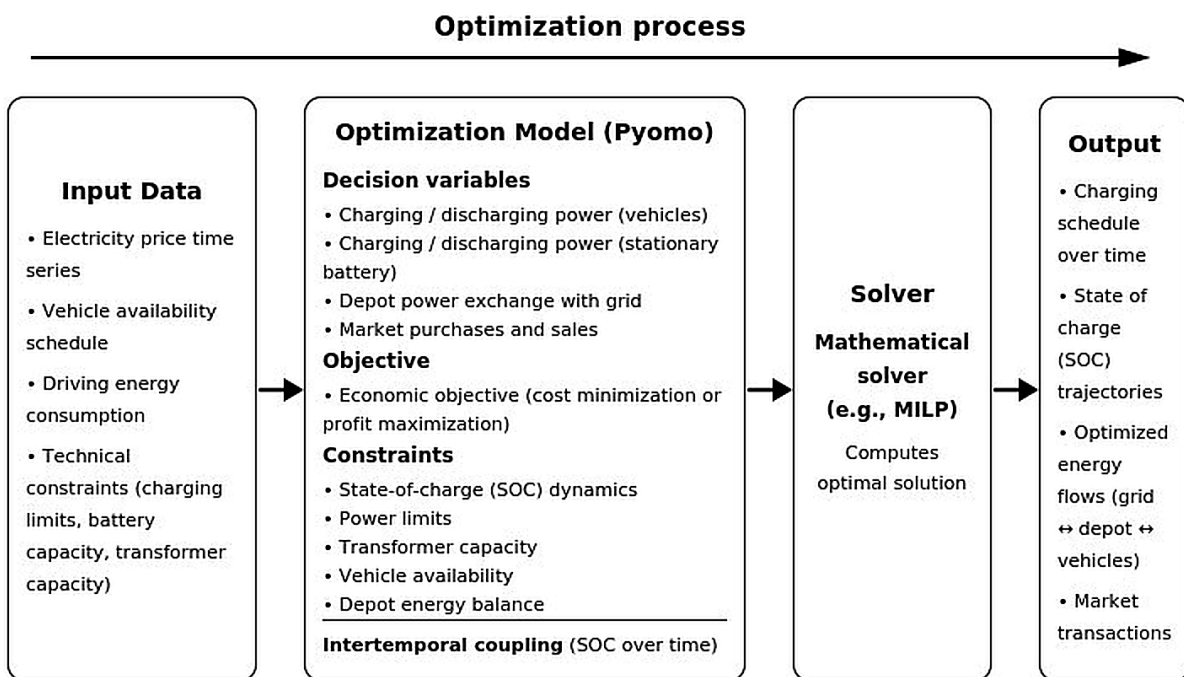 Optimization process
Input Data
• Electricity price time
series
• Vehicle availability
schedule
• Driving energy
consumption
• Technical
constraints (charging
limits, battery
capacity, transformer
capacity)
Optimization Model (Pyomo)
Decision variables
• Charging / discharging power (vehicles)
• Charging / discharging power (stationary
battery)
• Depot power exchange with grid
• Market purchases and sales
Objective
• Economic objective (cost minimization or
profit maximization)
Constraints
• State-of-charge (SOC) dynamics
• Power limits
• Transformer capacity
• Vehicle availability
• Depot energy balance
Intertemporal coupling (SOC over time)
Solver
Mathematical
solver
(e.g., MILP)
Computes
optimal solution
Output
• Charging
schedule
over time
• State of
charge
(SOC)
trajectories
• Optimized
energy
flows (grid
↔ depot ↔
vehicles)
• Market
transactions